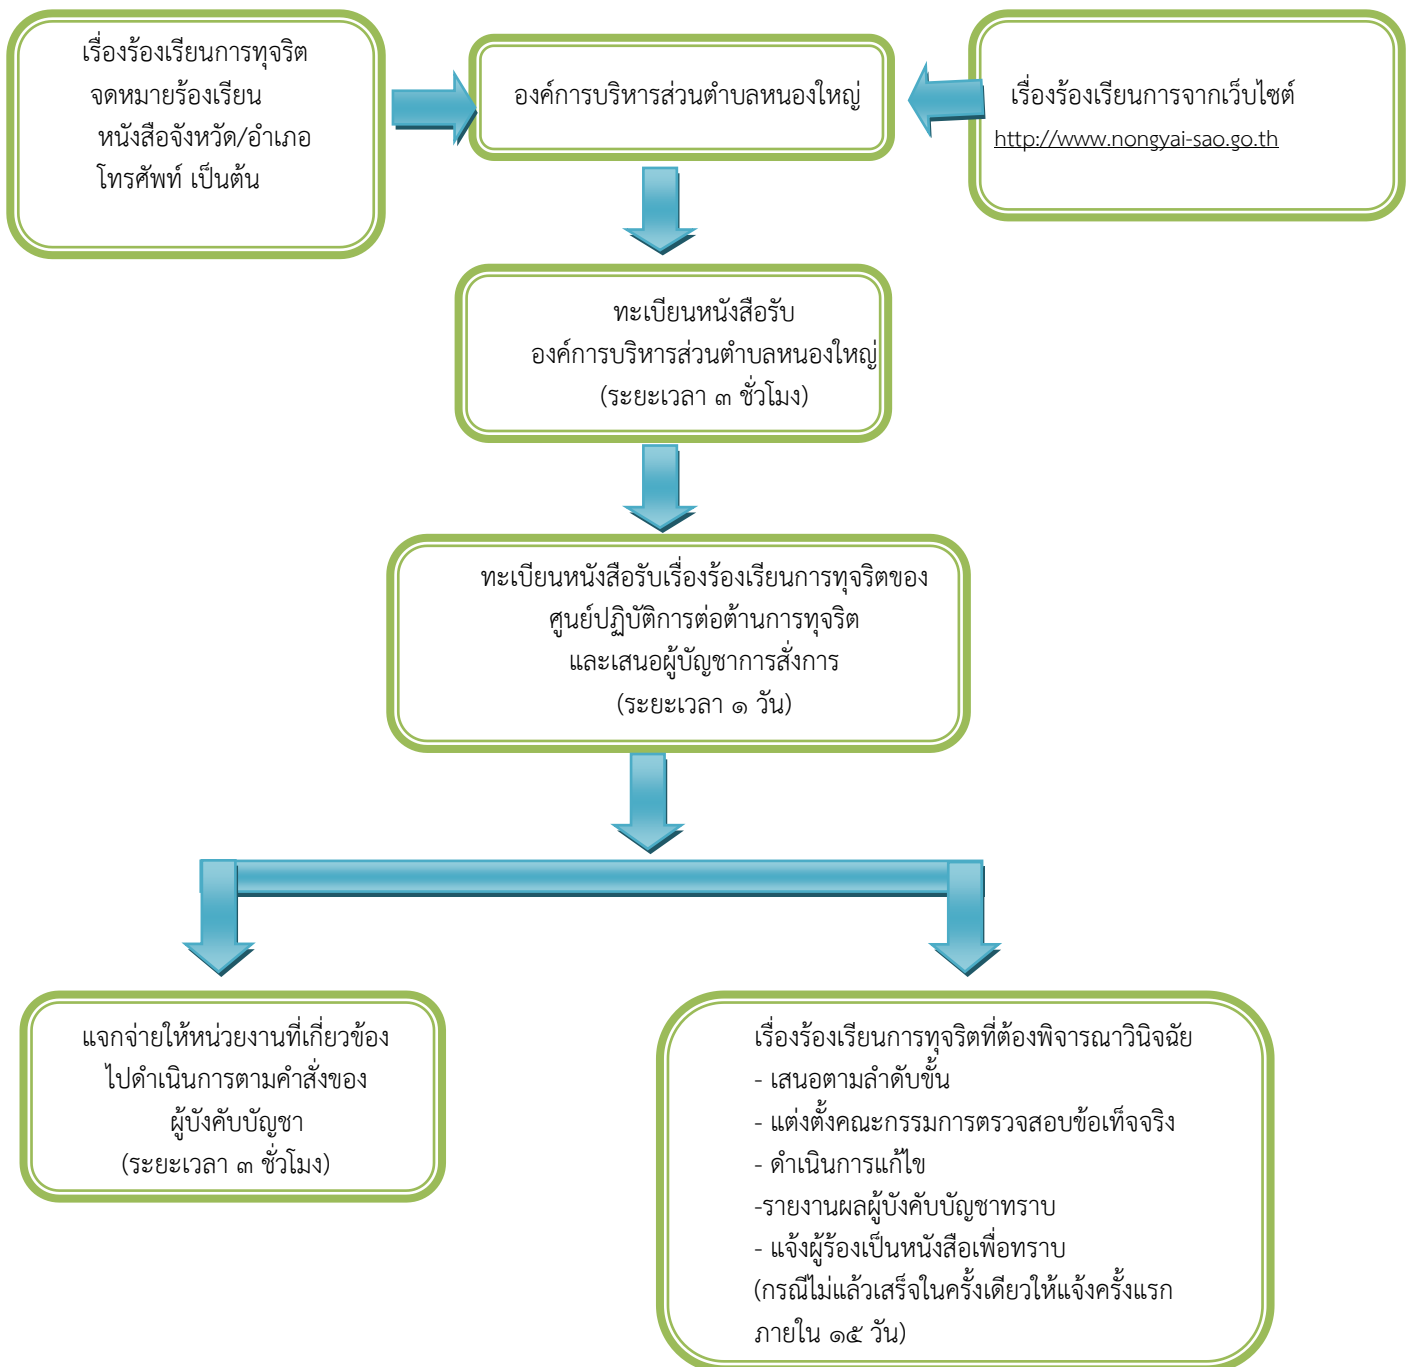 เรื่องร้องเรียนการทุจริต
จดหมายร้องเรียน
หนังสือจังหวัด/อำเภอ
โทรศัพท์ เป็นต้น
องค์การบริหารส่วนตำบลหนองใหญ่
เรื่องร้องเรียนการจากเว็บไซต์
http://www.nongyai-sao.go.th
ทะเบียนหนังสือรับ
องค์การบริหารส่วนตำบลหนองใหญ่
(ระยะเวลา ๓ ชั่วโมง)
ทะเบียนหนังสือรับเรื่องร้องเรียนการทุจริตของ
ศูนย์ปฏิบัติการต่อต้านการทุจริต
และเสนอผู้บัญชาการสั่งการ
(ระยะเวลา ๑ วัน)
แจกจ่ายให้หน่วยงานที่เกี่ยวข้อง
ไปดำเนินการตามคำสั่งของ
ผู้บังคับบัญชา
(ระยะเวลา ๓ ชั่วโมง)
เรื่องร้องเรียนการทุจริตที่ต้องพิจารณาวินิจฉัย
- เสนอตามลำดับขั้น
- แต่งตั้งคณะกรรมการตรวจสอบข้อเท็จจริง
- ดำเนินการแก้ไข
-รายงานผลผู้บังคับบัญชาทราบ
- แจ้งผู้ร้องเป็นหนังสือเพื่อทราบ
(กรณีไม่แล้วเสร็จในครั้งเดียวให้แจ้งครั้งแรก
ภายใน ๑๕ วัน)